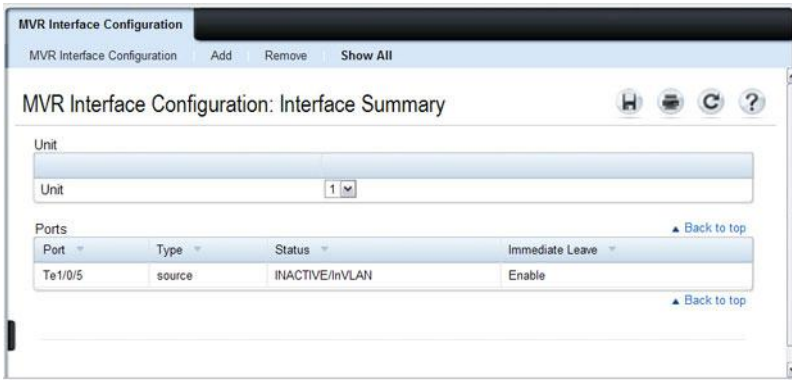 MVR Interface Configuration
MVR Interface Configuration Add Remove Show All
MVR Interface Configuration: Interface Summary
Unit
Unit 1
Ports
Back to top
Port Type Status Immediate Leave
Te1/0/5 source INACTIVE/InVLAN Enable
Back to top